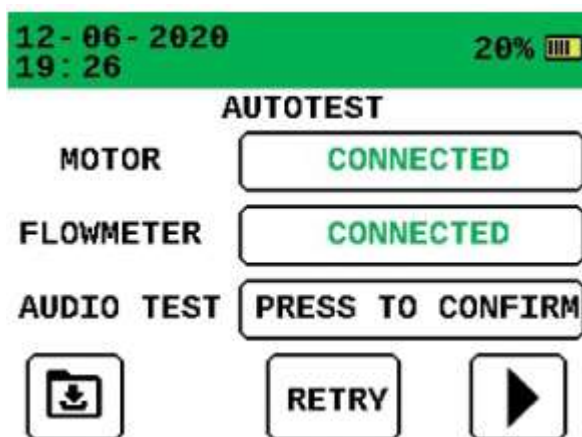 12-06-2020
20%
19:26
AUTOTEST
MOTOR CONNECTED
FLOWMETER CONNECTED
AUDIO TEST PRESS TO CONFIRM
RETRY